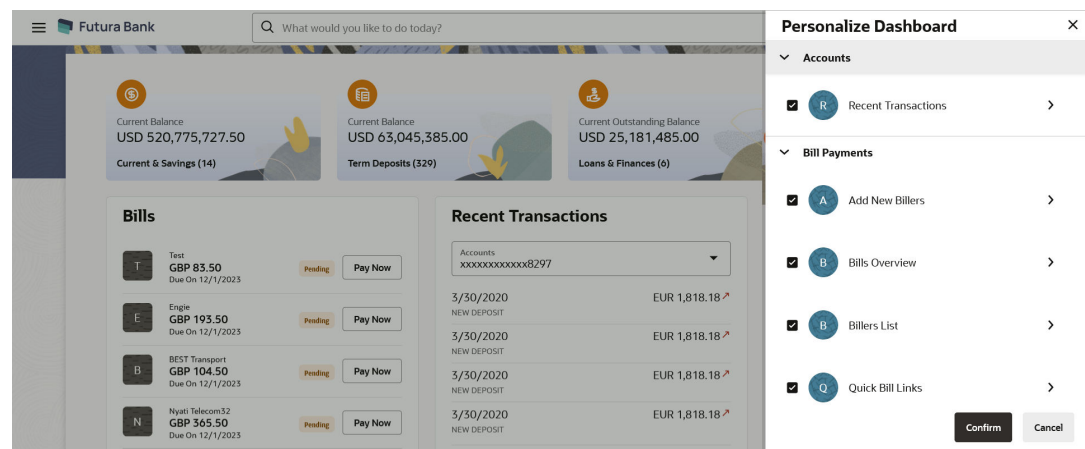 Futura Bank
What would you like to do today?
Current Balance
USD 520,775,727.50
Current & Savings (14)
Current Balance
USD 63,045,385.00
Term Deposits (329)
Current Outstanding Balance
USD 25,181,485.00
Loans & Finances (6)
Bills
T
Test
GBP 83.50
Due On 12/1/2023
Pending
Pay Now
E
Engie
GBP 193.50
Due On 12/1/2023
Pending
Pay Now
B
BEST Transport
GBP 104.50
Due On 12/1/2023
Pending
Pay Now
N
Nyati Telecom32
GBP 365.50
Due On 12/1/2023
Pending
Pay Now
Recent Transactions
Accounts
xxxxxxxxxxxx8297
3/30/2020 EUR 1,818.18
NEW DEPOSIT
3/30/2020 EUR 1,818.18
NEW DEPOSIT
3/30/2020 EUR 1,818.18
NEW DEPOSIT
3/30/2020 EUR 1,818.18
NEW DEPOSIT
Personalize Dashboard
Accounts
R Recent Transactions
Bill Payments
A Add New Billers
B Bills Overview
B Billers List
Q Quick Bill Links
Confirm Cancel